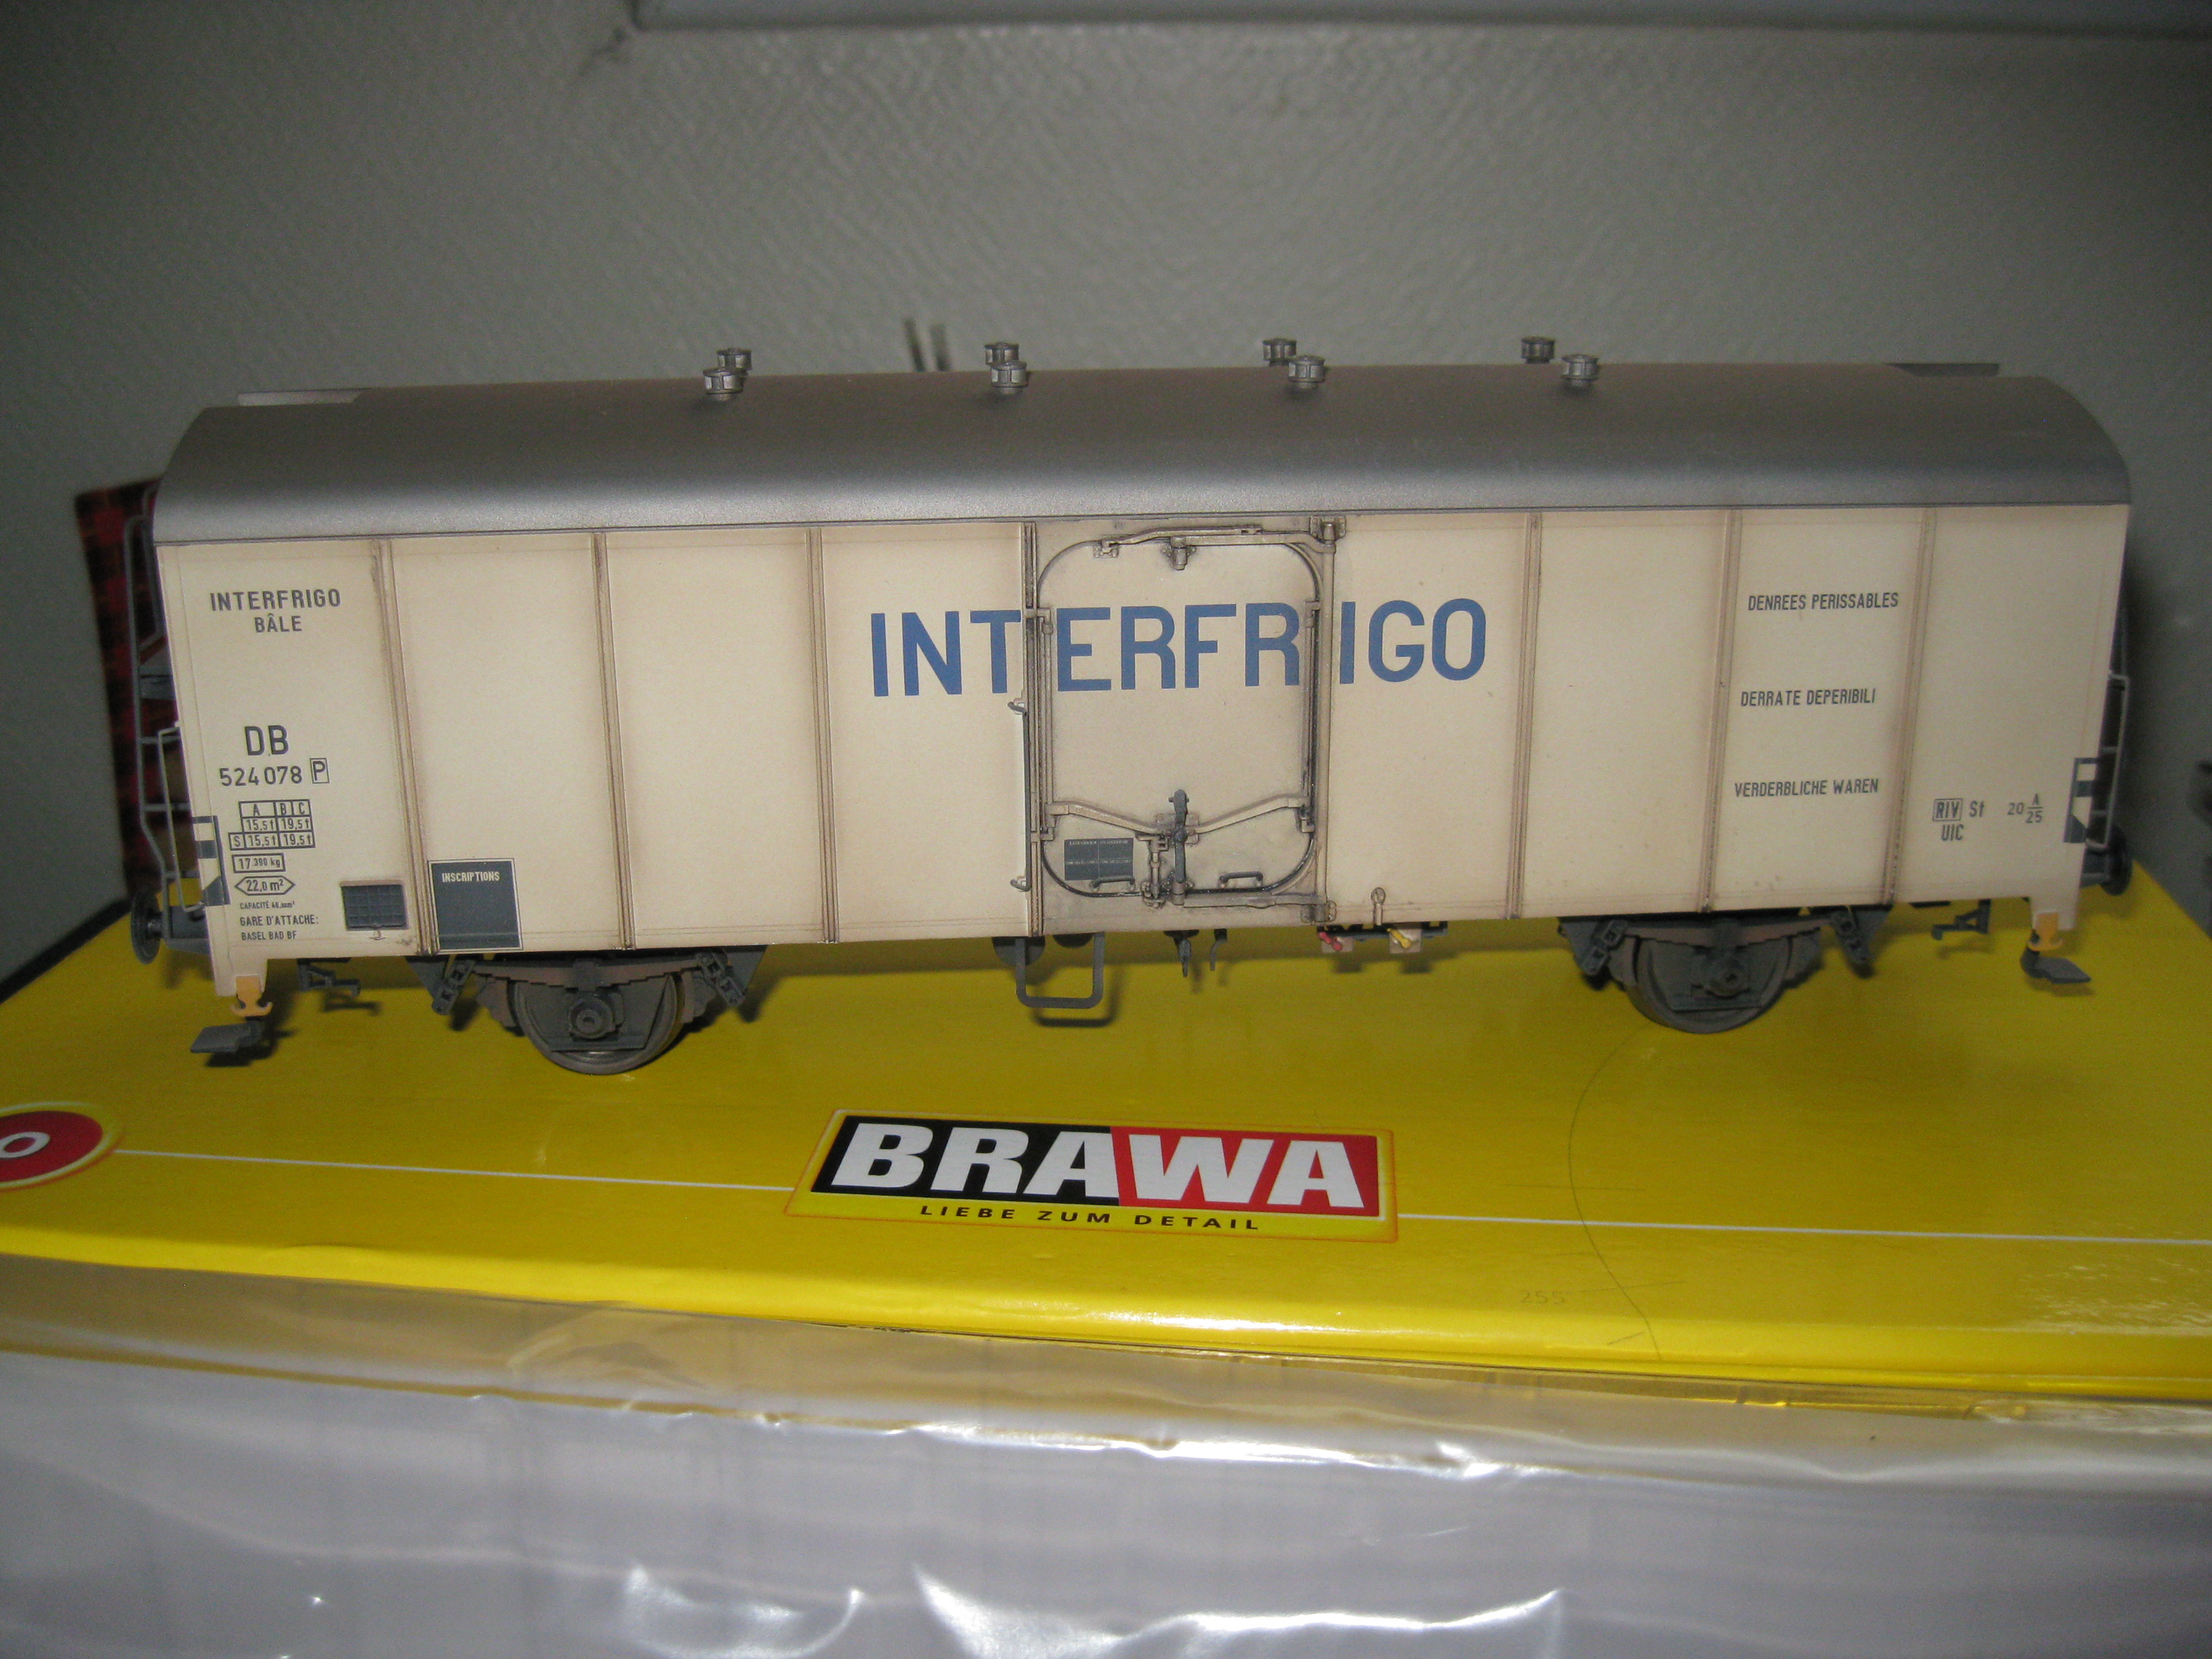 INTERFRIGO
BÂLE
DB
524 078 P
A B C
15,5t 19,5t
S 15,5t 19,5t
17.390 kg
22,0 m²
GARE D'ATTACHE:
BASEL BAD BF
INSCRIPTIONS
INTERFRIGO
DENREES PERISSABLES
DERRATE DEPERIBILI
VERDERBLICHE WAREN
RIV St 20 A
25
UIC
O
BRAWA
LIEBE ZUM DETAIL
255